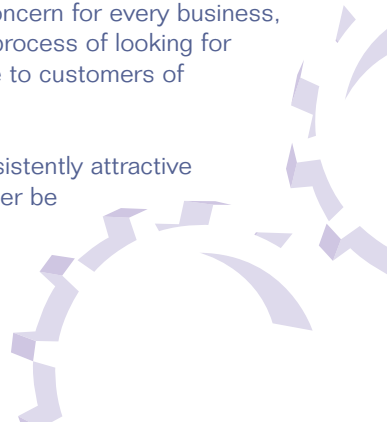 oncern for every business,
process of looking for
e to customers of
sistently attractive
er be